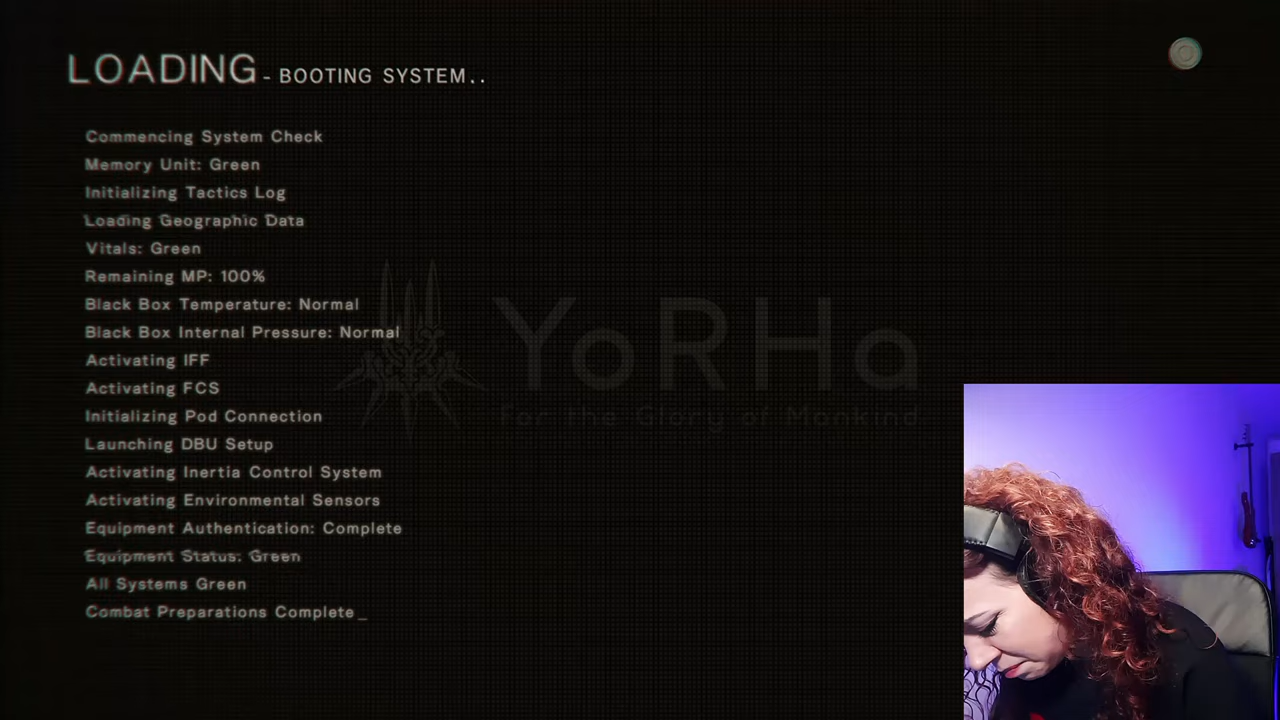 LOADING - BOOTING SYSTEM..
Commencing System Check
Memory Unit: Green
Initializing Tactics Log
Loading Geographic Data
Vitals: Green
Remaining MP: 100%
Black Box Temperature: Normal
Black Box Internal Pressure: Normal
Activating IFF
Activating FCS
Initializing Pod Connection
Launching DBU Setup
Activating Inertia Control System
Activating Environmental Sensors
Equipment Authentication: Complete
Equipment Status: Green
All Systems Green
Combat Preparations Complete_
YoRHa
For the Glory of Mankind